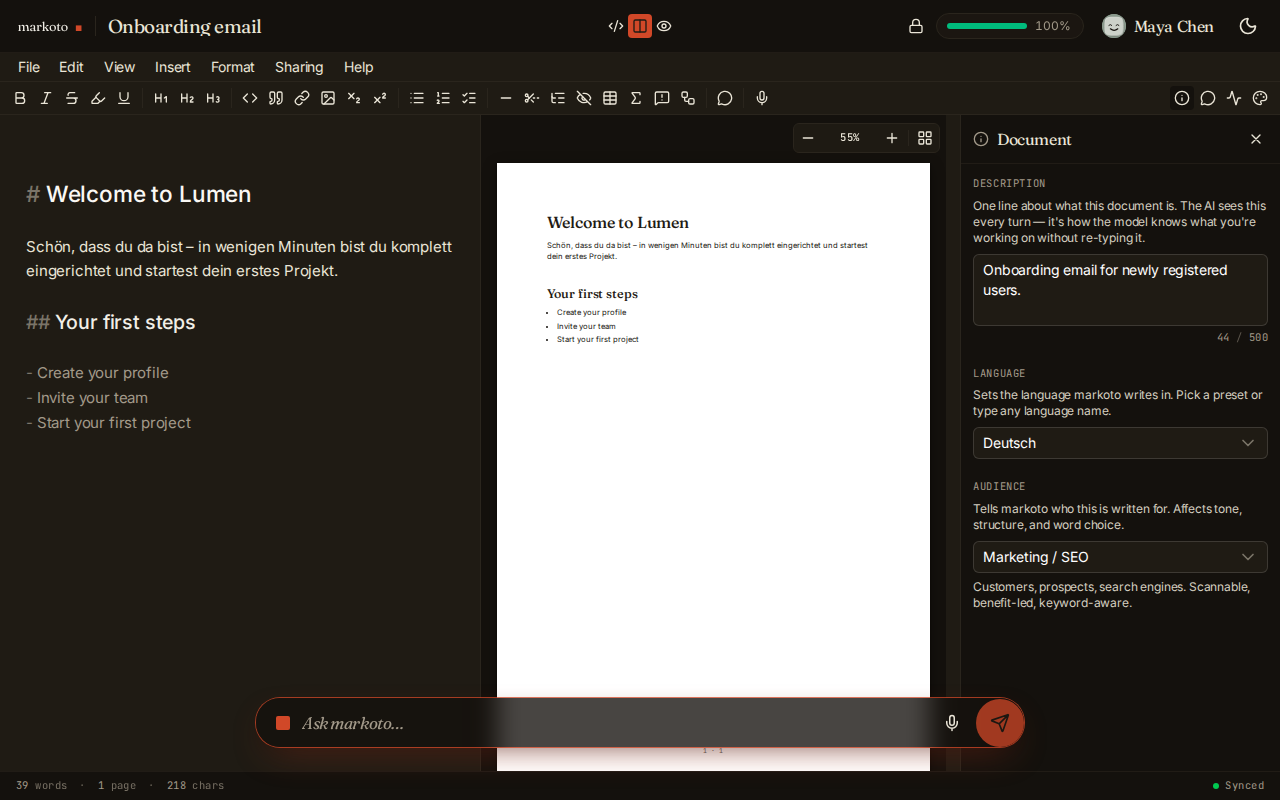 markoto
Onboarding email
100%
Maya Chen
File Edit View Insert Format Sharing Help
H1 H2 H3
55%
# Welcome to Lumen
Schön, dass du da bist – in wenigen Minuten bist du komplett
eingerichtet und startest dein erstes Projekt.
## Your first steps
- Create your profile
- Invite your team
- Start your first project
Welcome to Lumen
Schön, dass du da bist – in wenigen Minuten bist du komplett eingerichtet und startest
dein erstes Projekt.
Your first steps
• Create your profile
• Invite your team
• Start your first project
1 · 1
Document
DESCRIPTION
One line about what this document is. The AI sees this
every turn — it's how the model knows what you're
working on without re-typing it.
Onboarding email for newly registered
users.
44 / 500
LANGUAGE
Sets the language markoto writes in. Pick a preset or
type any language name.
Deutsch
AUDIENCE
Tells markoto who this is written for. Affects tone,
structure, and word choice.
Marketing / SEO
Customers, prospects, search engines. Scannable,
benefit-led, keyword-aware.
Ask markoto...
39 words · 1 page · 218 chars
Synced